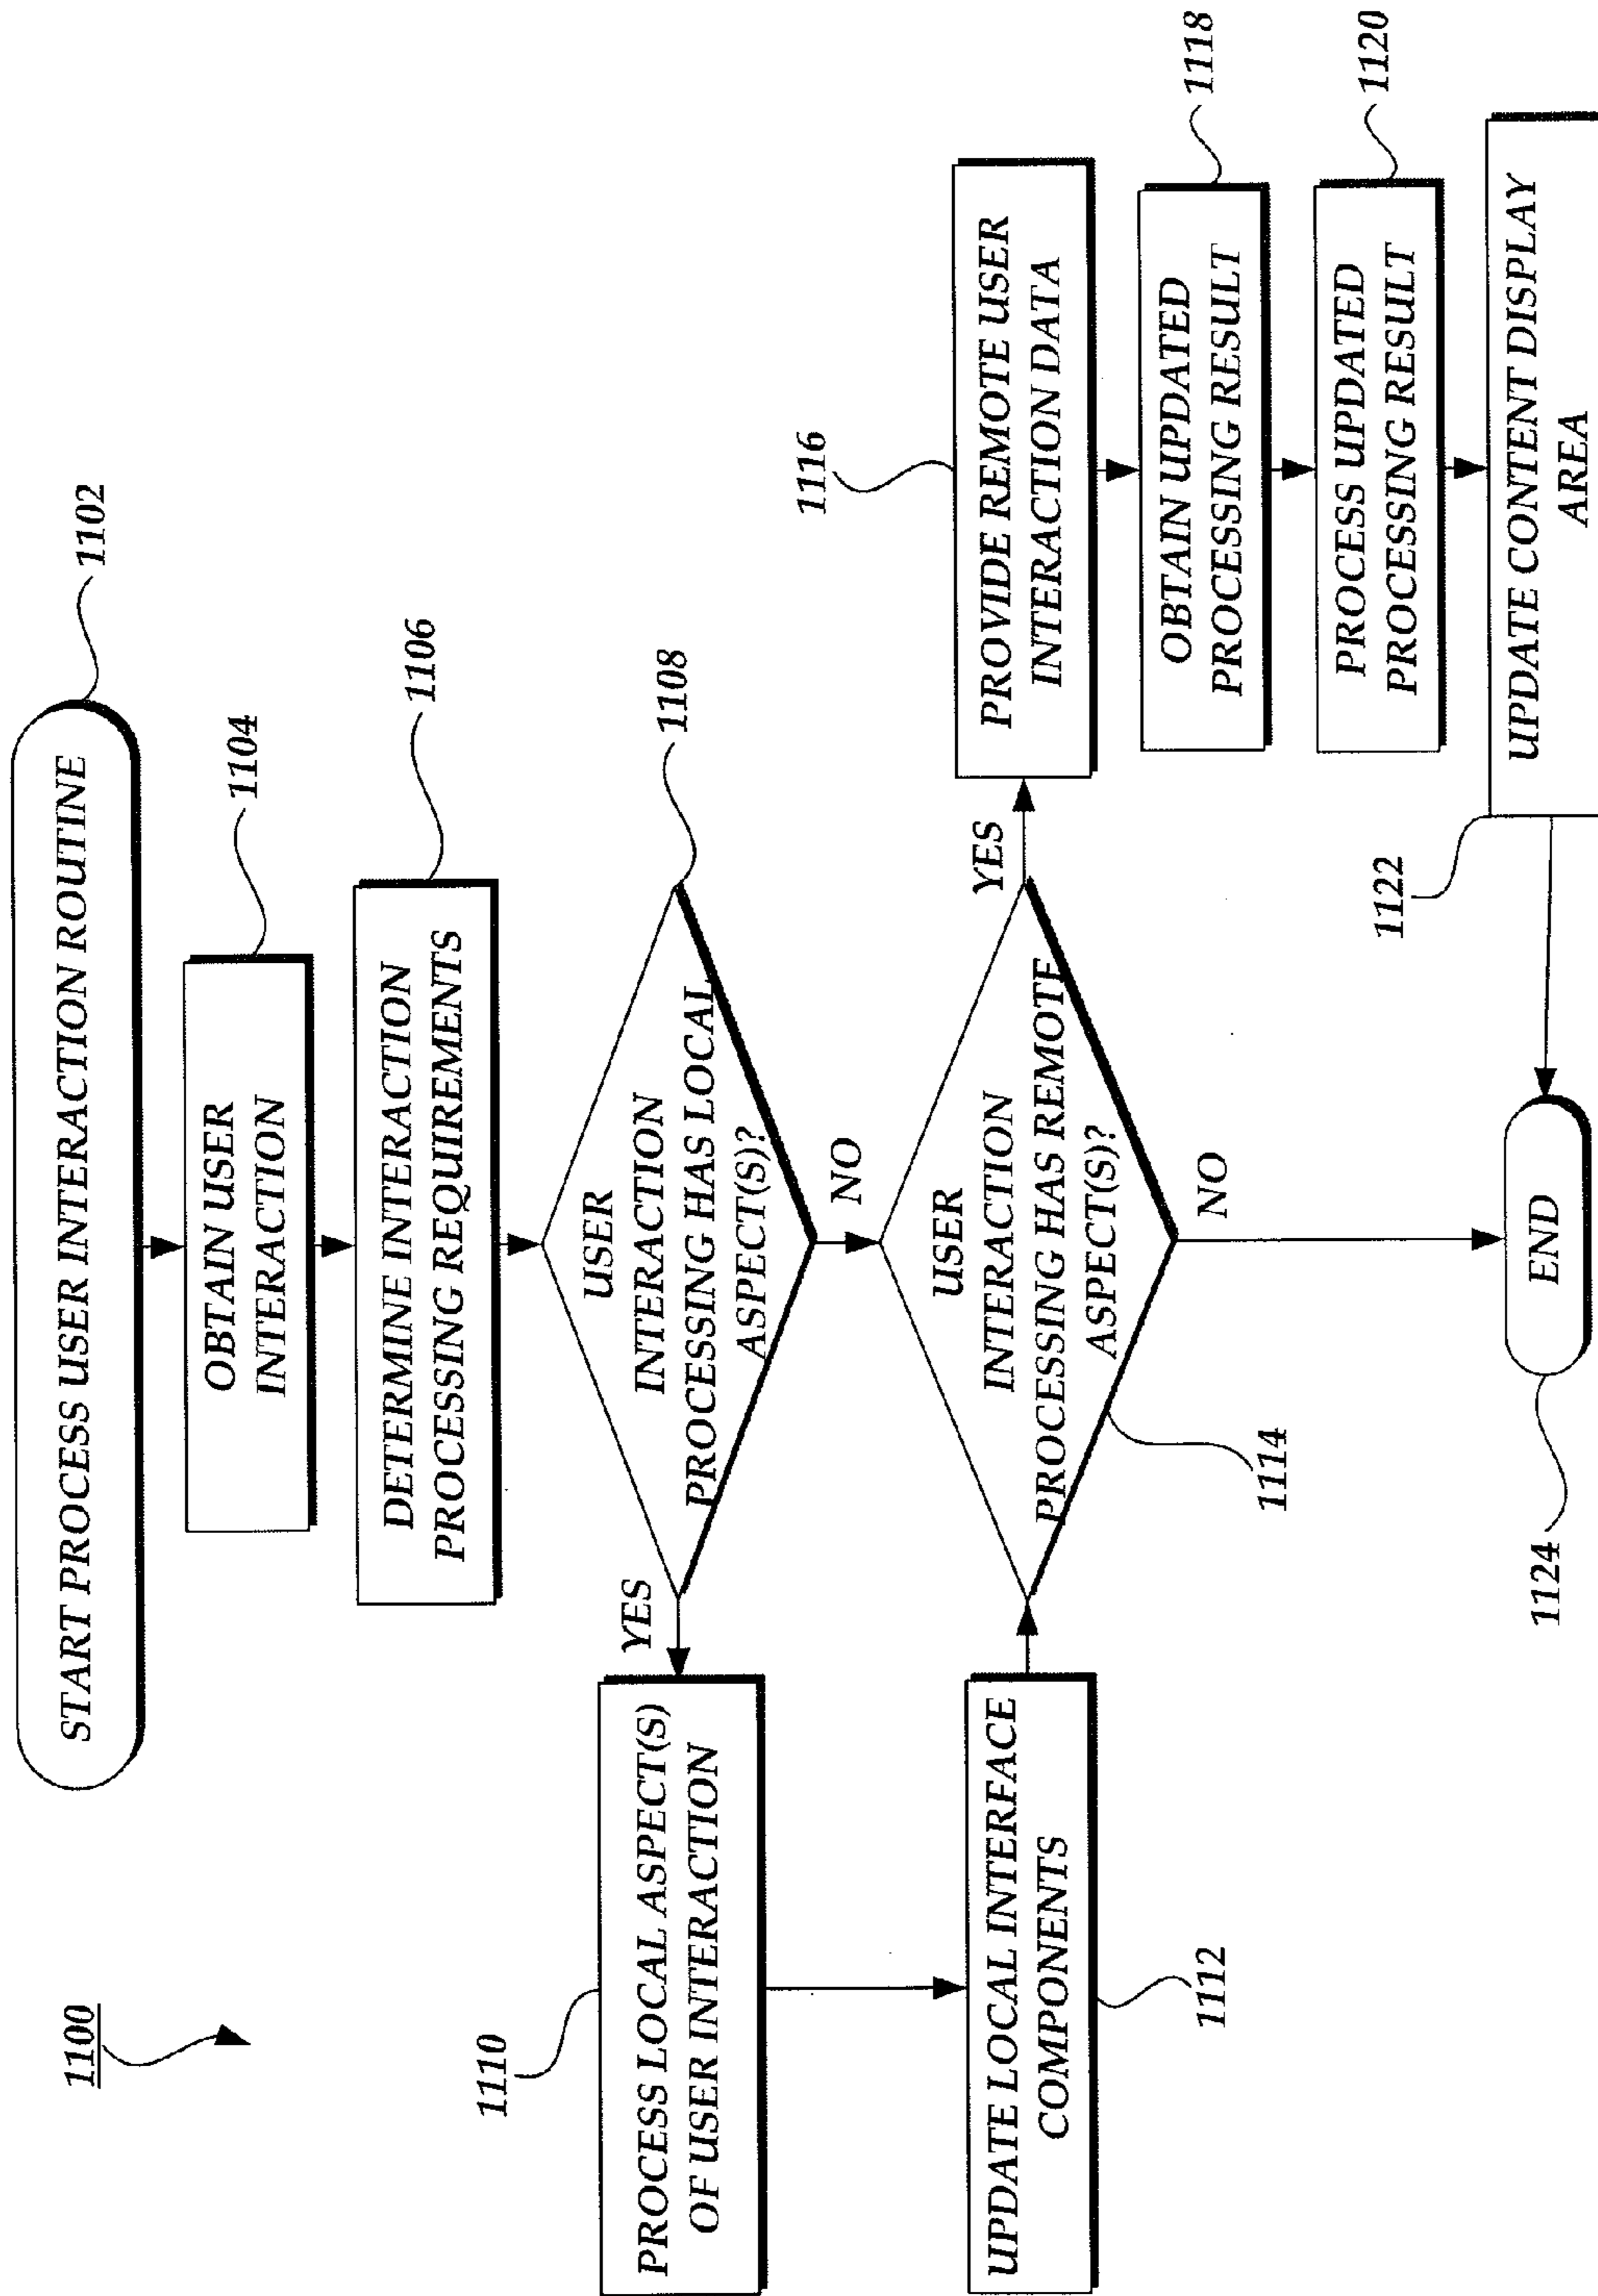 1100
START PROCESS USER INTERACTION ROUTINE
1102
OBTAIN USER
INTERACTION
1104
DETERMINE INTERACTION
PROCESSING REQUIREMENTS
1106
USER
INTERACTION
PROCESSING HAS LOCAL
ASPECT(S)?
1108
YES
NO
1110
PROCESS LOCAL ASPECT(S)
OF USER INTERACTION
UPDATE LOCAL INTERFACE
COMPONENTS
1112
USER
INTERACTION
PROCESSING HAS REMOTE
ASPECT(S)?
1114
YES
NO
1116
PROVIDE REMOTE USER
INTERACTION DATA
OBTAIN UPDATED
PROCESSING RESULT
1118
PROCESS UPDATED
PROCESSING RESULT
1120
UPDATE CONTENT DISPLAY
AREA
1122
END
1124